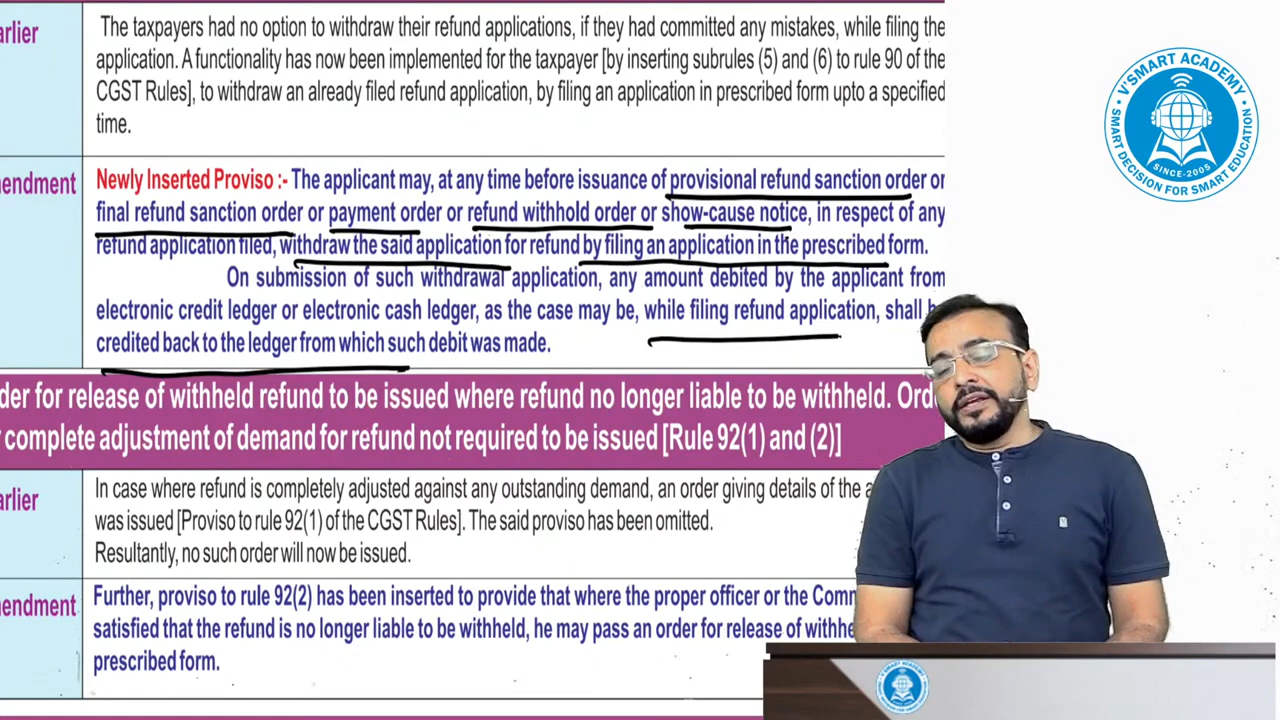 arlier
The taxpayers had no option to withdraw their refund applications, if they had committed any mistakes, while filing the
application. A functionality has now been implemented for the taxpayer [by inserting subrules (5) and (6) to rule 90 of the
CGST Rules], to withdraw an already filed refund application, by filing an application in prescribed form upto a specified
time.
nendment
Newly Inserted Proviso :- The applicant may, at any time before issuance of provisional refund sanction order or
final refund sanction order or payment order or refund withhold order or show-cause notice, in respect of any
refund application filed, withdraw the said application for refund by filing an application in the prescribed form.
On submission of such withdrawal application, any amount debited by the applicant from
electronic credit ledger or electronic cash ledger, as the case may be, while filing refund application, shall b
credited back to the ledger from which such debit was made.
der for release of withheld refund to be issued where refund no longer liable to be withheld. Ord
complete adjustment of demand for refund not required to be issued [Rule 92(1) and (2)]
arlier
In case where refund is completely adjusted against any outstanding demand, an order giving details of the a
was issued [Proviso to rule 92(1) of the CGST Rules]. The said proviso has been omitted.
Resultantly, no such order will now be issued.
nendment
Further, proviso to rule 92(2) has been inserted to provide that where the proper officer or the Comm
satisfied that the refund is no longer liable to be withheld, he may pass an order for release of withhe
prescribed form.
V'SMART ACADEMY
SINCE-2005
SMART DECISION FOR SMART EDUCATION